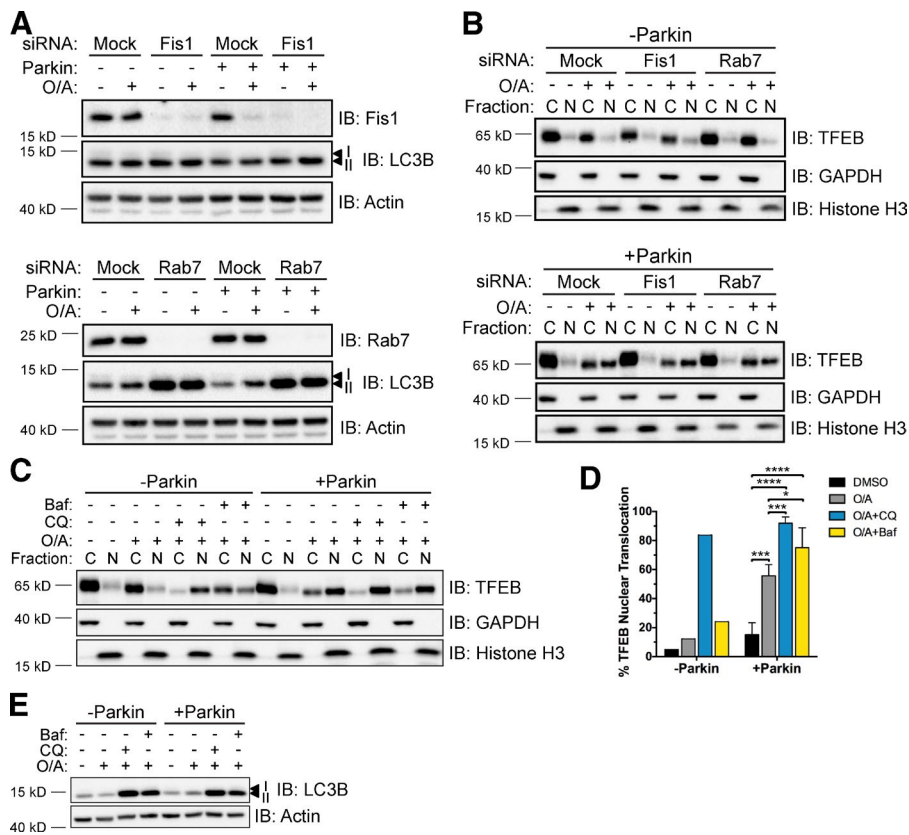 A
siRNA: Mock Fis1 Mock Fis1
Parkin: - - - - + + + +
O/A: - + - + - + - +
IB: Fis1
15 kD
15 kD
I
II
IB: LC3B
40 kD
IB: Actin
siRNA: Mock Rab7 Mock Rab7
Parkin: - - - - + + + +
O/A: - + - + - + - +
25 kD
IB: Rab7
15 kD
I
II
IB: LC3B
40 kD
IB: Actin
B
-Parkin
siRNA: Mock Fis1 Rab7
O/A: - - + + - - + + - - + +
Fraction: C N C N C N C N C N C N
65 kD
IB: TFEB
40 kD
IB: GAPDH
15 kD
IB: Histone H3
+Parkin
siRNA: Mock Fis1 Rab7
O/A: - - + + - - + + - - + +
Fraction: C N C N C N C N C N C N
65 kD
IB: TFEB
40 kD
IB: GAPDH
15 kD
IB: Histone H3
C
-Parkin +Parkin
Baf: - - - - - - + + - - - - - - + +
CQ: - - - - + + - - - - - - + + - -
O/A: - - + + + + + + - - + + + + + +
Fraction: C N C N C N C N C N C N C N C N
65 kD
IB: TFEB
40 kD
IB: GAPDH
15 kD
IB: Histone H3
D
% TFEB Nuclear Translocation
100
80
60
40
20
0
-Parkin +Parkin
****
****
*
***
***
DMSO
O/A
O/A+CQ
O/A+Baf
E
-Parkin +Parkin
Baf: - - - + - - - +
CQ: - - + - - - + -
O/A: - + + + - + + +
15 kD
I
II
IB: LC3B
40 kD
IB: Actin